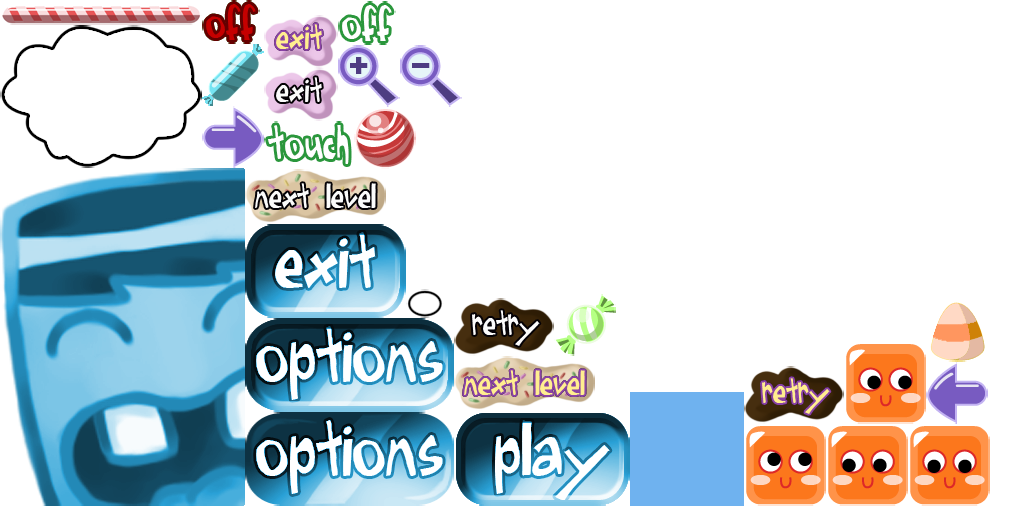 off
exit
off
exit
touch
next level
exit
retry
options
next level
retry
options
play